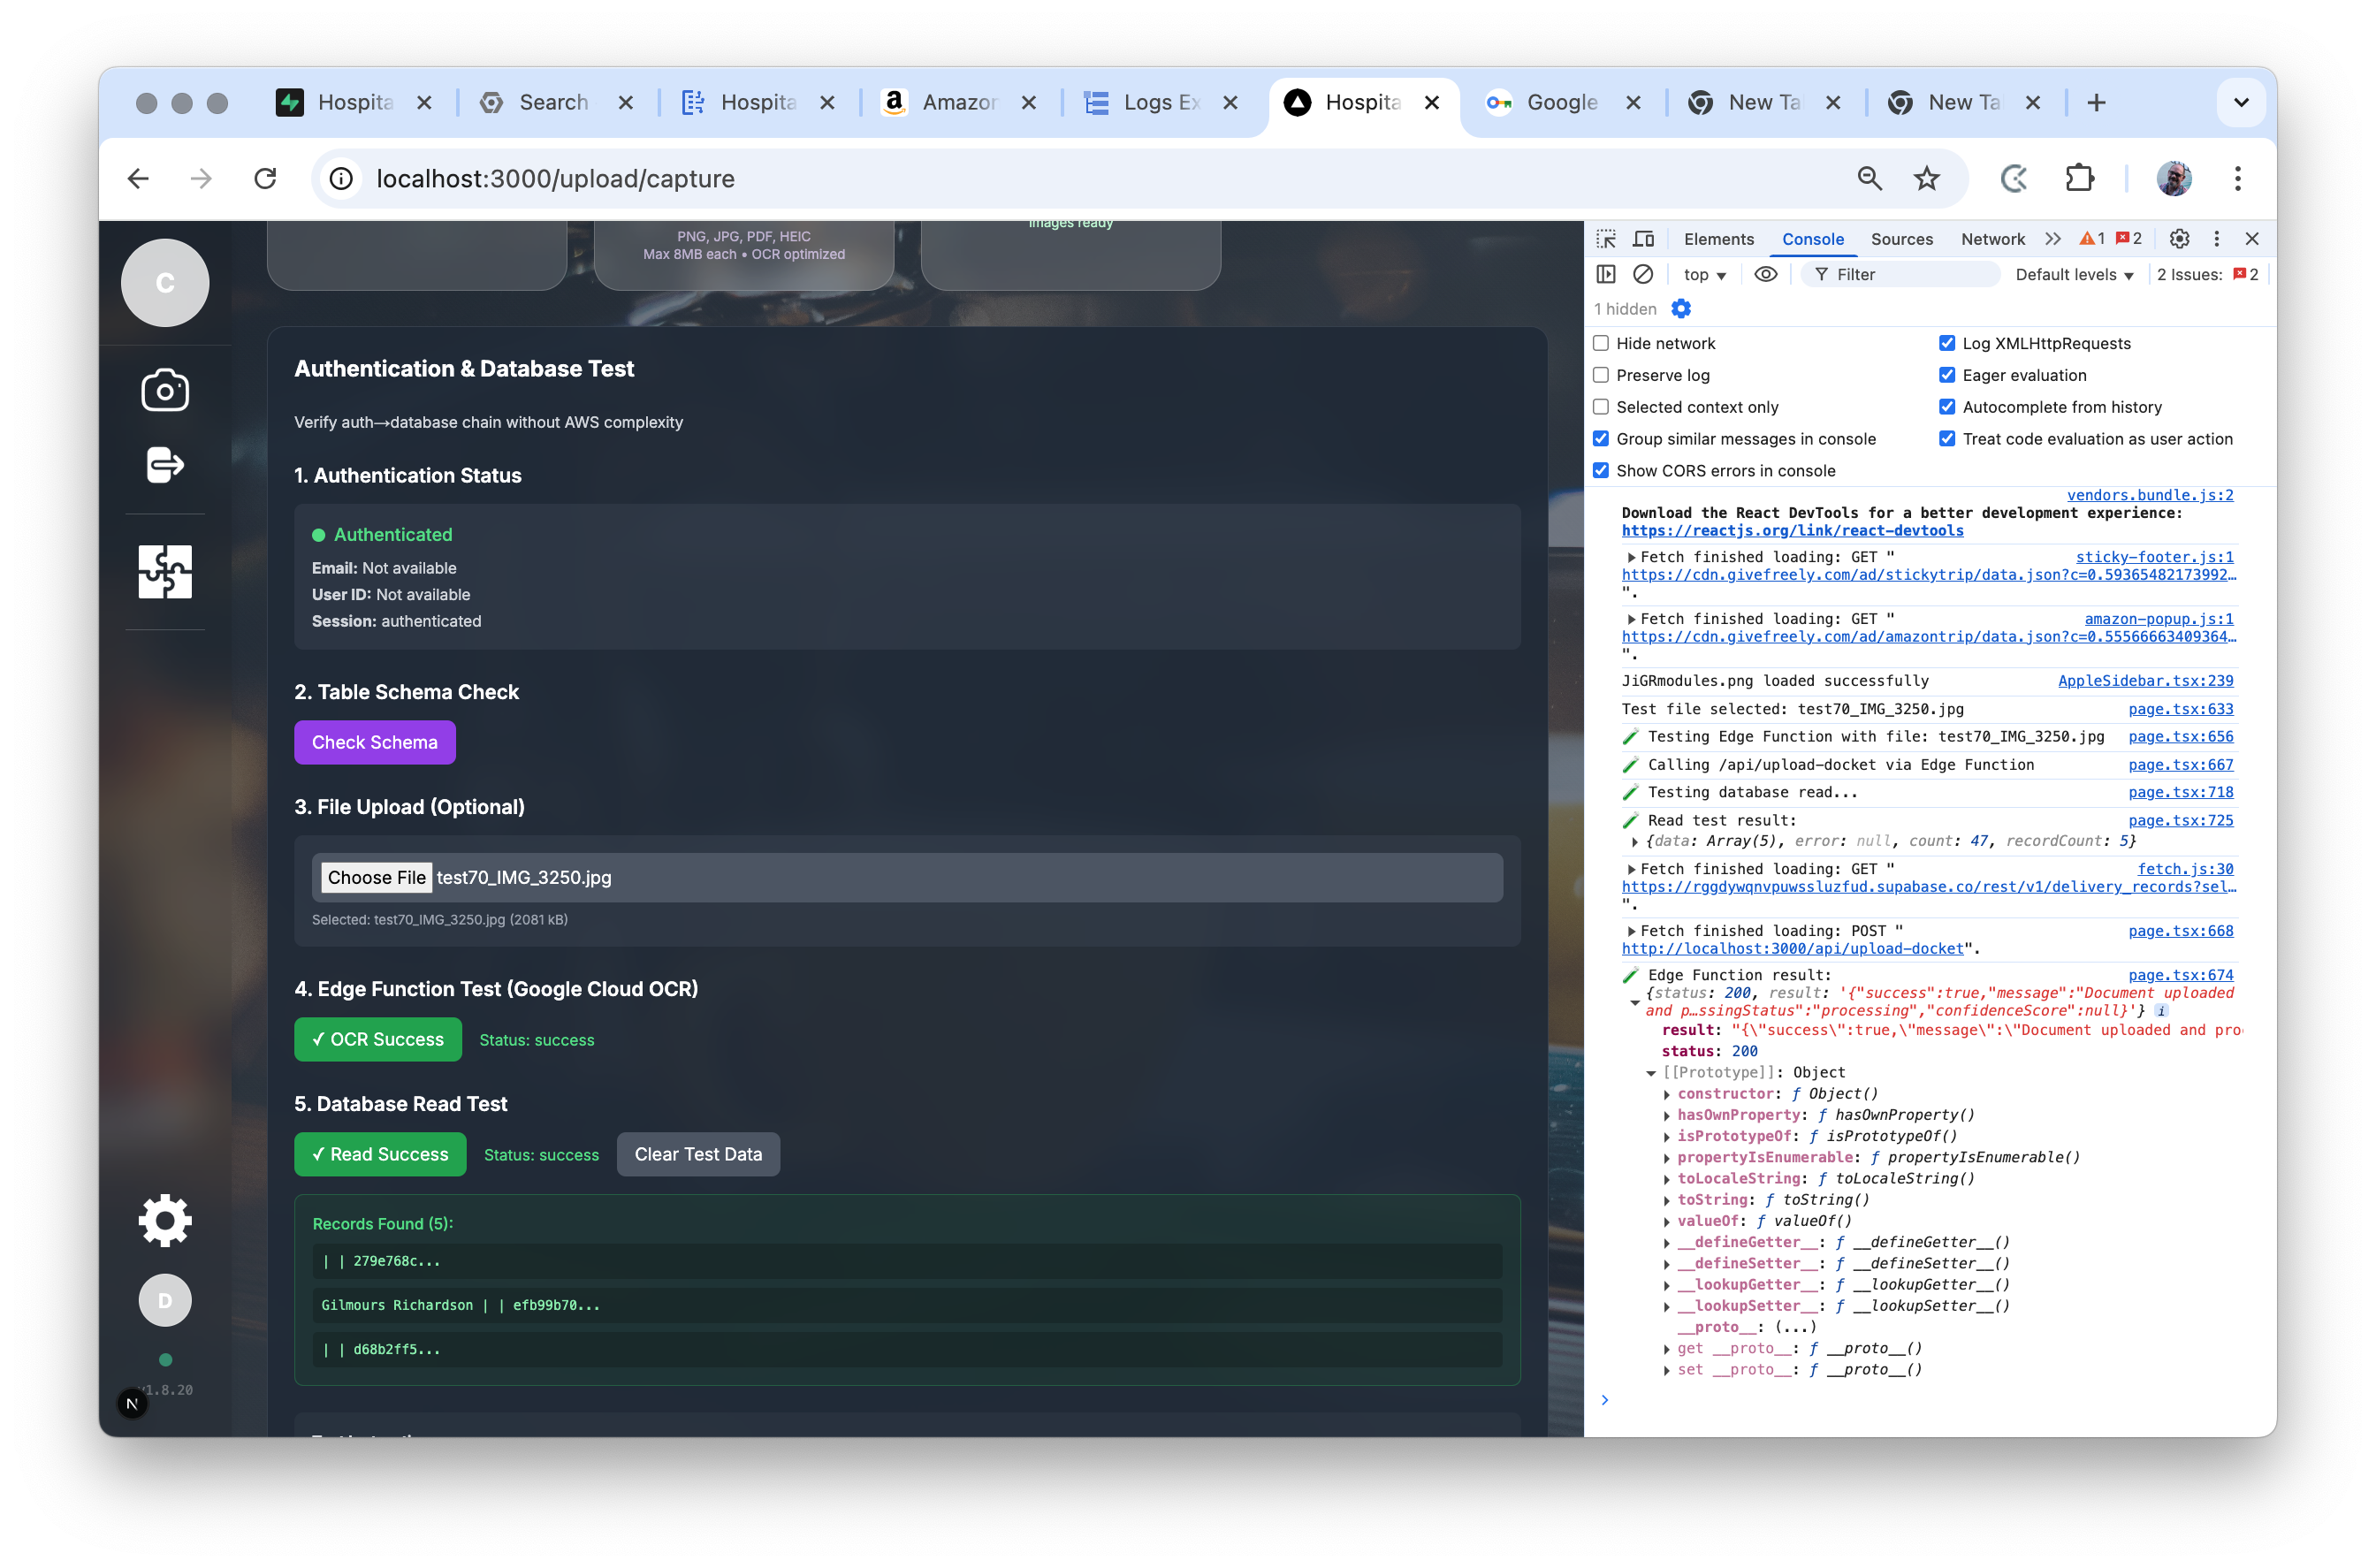 Hospita
Search
Hospita
Amazon
Logs Ex
Hospita
Google
New Ta
New Ta
localhost:3000/upload/capture
C
D
v1.8.20
N
PNG, JPG, PDF, HEIC
Max 8MB each • OCR optimized
images ready
Authentication & Database Test
Verify auth→database chain without AWS complexity
1. Authentication Status
Authenticated
Email: Not available
User ID: Not available
Session: authenticated
2. Table Schema Check
Check Schema
3. File Upload (Optional)
Choose File test70_IMG_3250.jpg
Selected: test70_IMG_3250.jpg (2081 kB)
4. Edge Function Test (Google Cloud OCR)
✓ OCR Success Status: success
5. Database Read Test
✓ Read Success Status: success Clear Test Data
Records Found (5):
| | 279e768c...
Gilmours Richardson | | efb99b70...
| | d68b2ff5...
Elements Console Sources Network 1 2
top Filter Default levels 2 Issues: 2
1 hidden
Hide network Log XMLHttpRequests
Preserve log Eager evaluation
Selected context only Autocomplete from history
Group similar messages in console Treat code evaluation as user action
Show CORS errors in console
vendors.bundle.js:2
Download the React DevTools for a better development experience:
https://reactjs.org/link/react-devtools
Fetch finished loading: GET " sticky-footer.js:1
https://cdn.givefreely.com/ad/stickytrip/data.json?c=0.59365482173992…
".
Fetch finished loading: GET " amazon-popup.js:1
https://cdn.givefreely.com/ad/amazontrip/data.json?c=0.55566663409364…
".
JiGRmodules.png loaded successfully AppleSidebar.tsx:239
Test file selected: test70_IMG_3250.jpg page.tsx:633
Testing Edge Function with file: test70_IMG_3250.jpg page.tsx:656
Calling /api/upload-docket via Edge Function page.tsx:667
Testing database read... page.tsx:718
Read test result: page.tsx:725
{data: Array(5), error: null, count: 47, recordCount: 5}
Fetch finished loading: GET " fetch.js:30
https://rggdywqnvpuwssluzfud.supabase.co/rest/v1/delivery_records?sel…
".
Fetch finished loading: POST " page.tsx:668
http://localhost:3000/api/upload-docket".
Edge Function result: page.tsx:674
{status: 200, result: '{"success":true,"message":"Document uploaded
and p…ssingStatus":"processing","confidenceScore":null}'} i
result: "{\"success\":true,\"message\":\"Document uploaded and pro
status: 200
[[Prototype]]: Object
constructor: ƒ Object()
hasOwnProperty: ƒ hasOwnProperty()
isPrototypeOf: ƒ isPrototypeOf()
propertyIsEnumerable: ƒ propertyIsEnumerable()
toLocaleString: ƒ toLocaleString()
toString: ƒ toString()
valueOf: ƒ valueOf()
__defineGetter__: ƒ __defineGetter__()
__defineSetter__: ƒ __defineSetter__()
__lookupGetter__: ƒ __lookupGetter__()
__lookupSetter__: ƒ __lookupSetter__()
__proto__: (...)
get __proto__: ƒ __proto__()
set __proto__: ƒ __proto__()